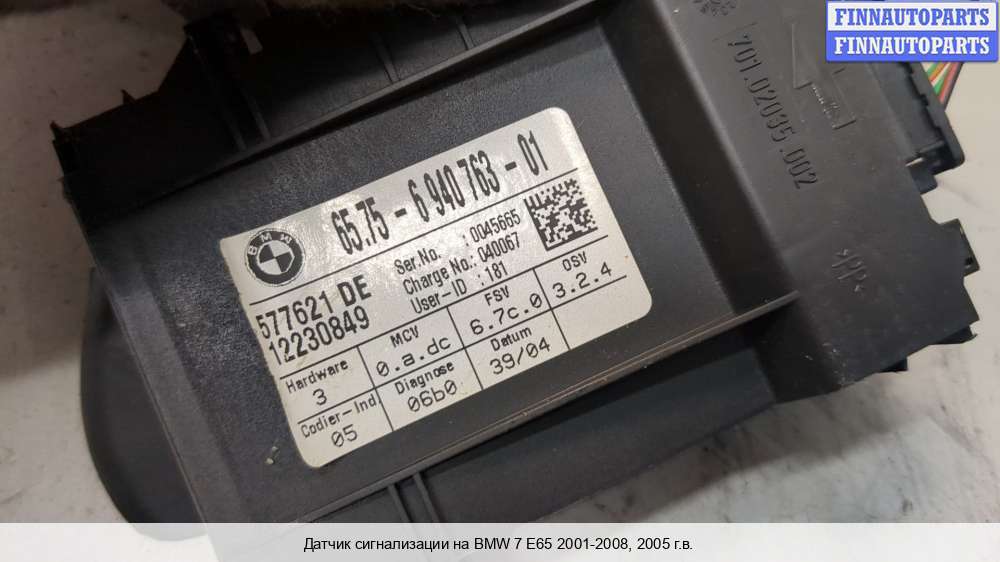 FINNAUTOPARTS
FINNAUTOPARTS
701.02035.002
BMW
65.75 - 6 940 763 - 01
577621 DE
12230849
Ser.No. : 0045665
Charge No.: 040067
User-ID : 181
Hardware
3
MCV
0.a.dc
FSV
6.7c.0
OSV
3.2.4
Codier-Ind
05
Diagnose
06b0
Datum
39/04
Датчик сигнализации на BMW 7 E65 2001-2008, 2005 г.в.